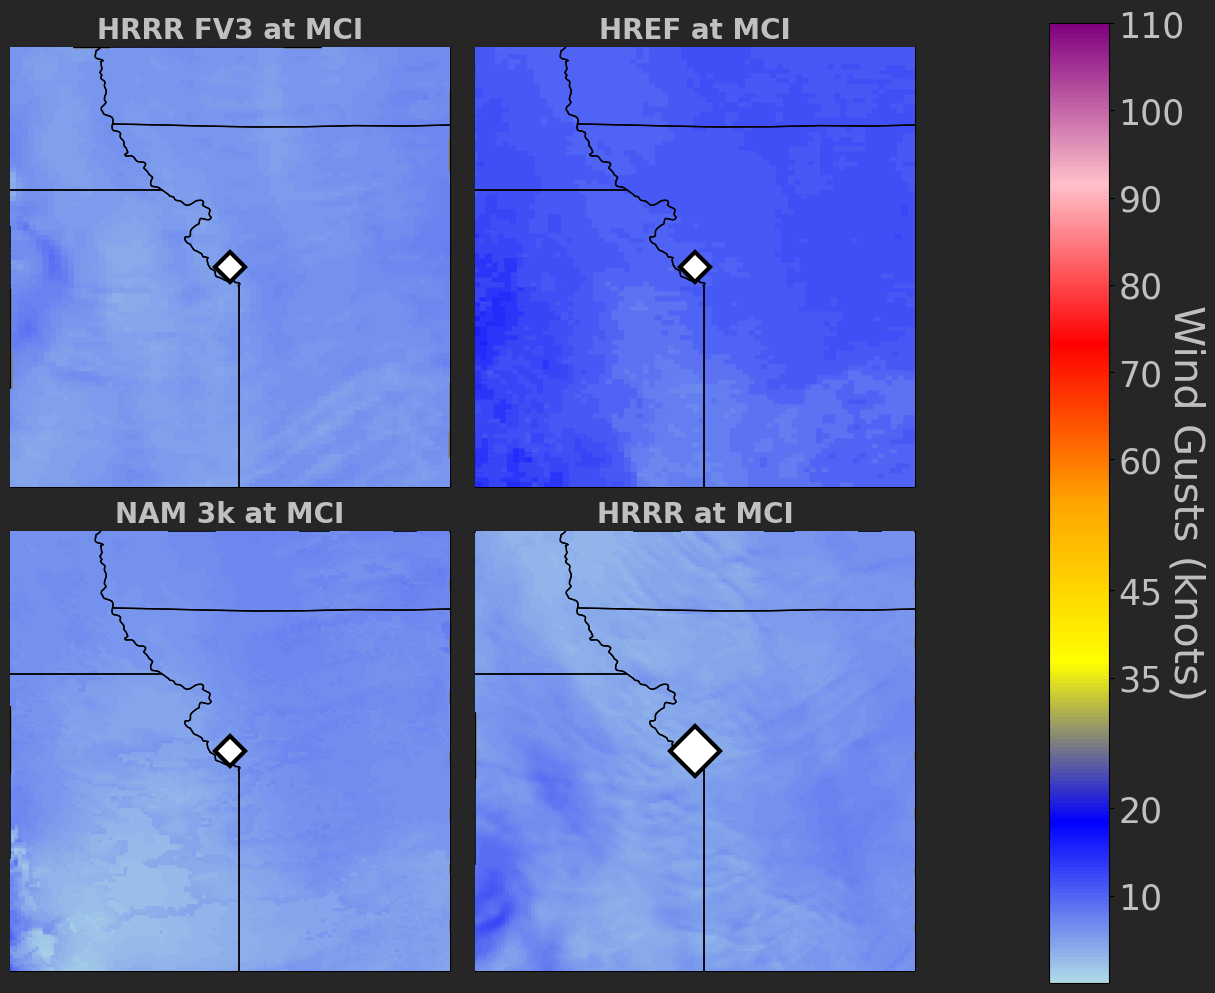 HRRR FV3 at MCI
HREF at MCI
NAM 3k at MCI
HRRR at MCI
110
100
90
80
70
60
45
35
20
10
Wind Gusts (knots)